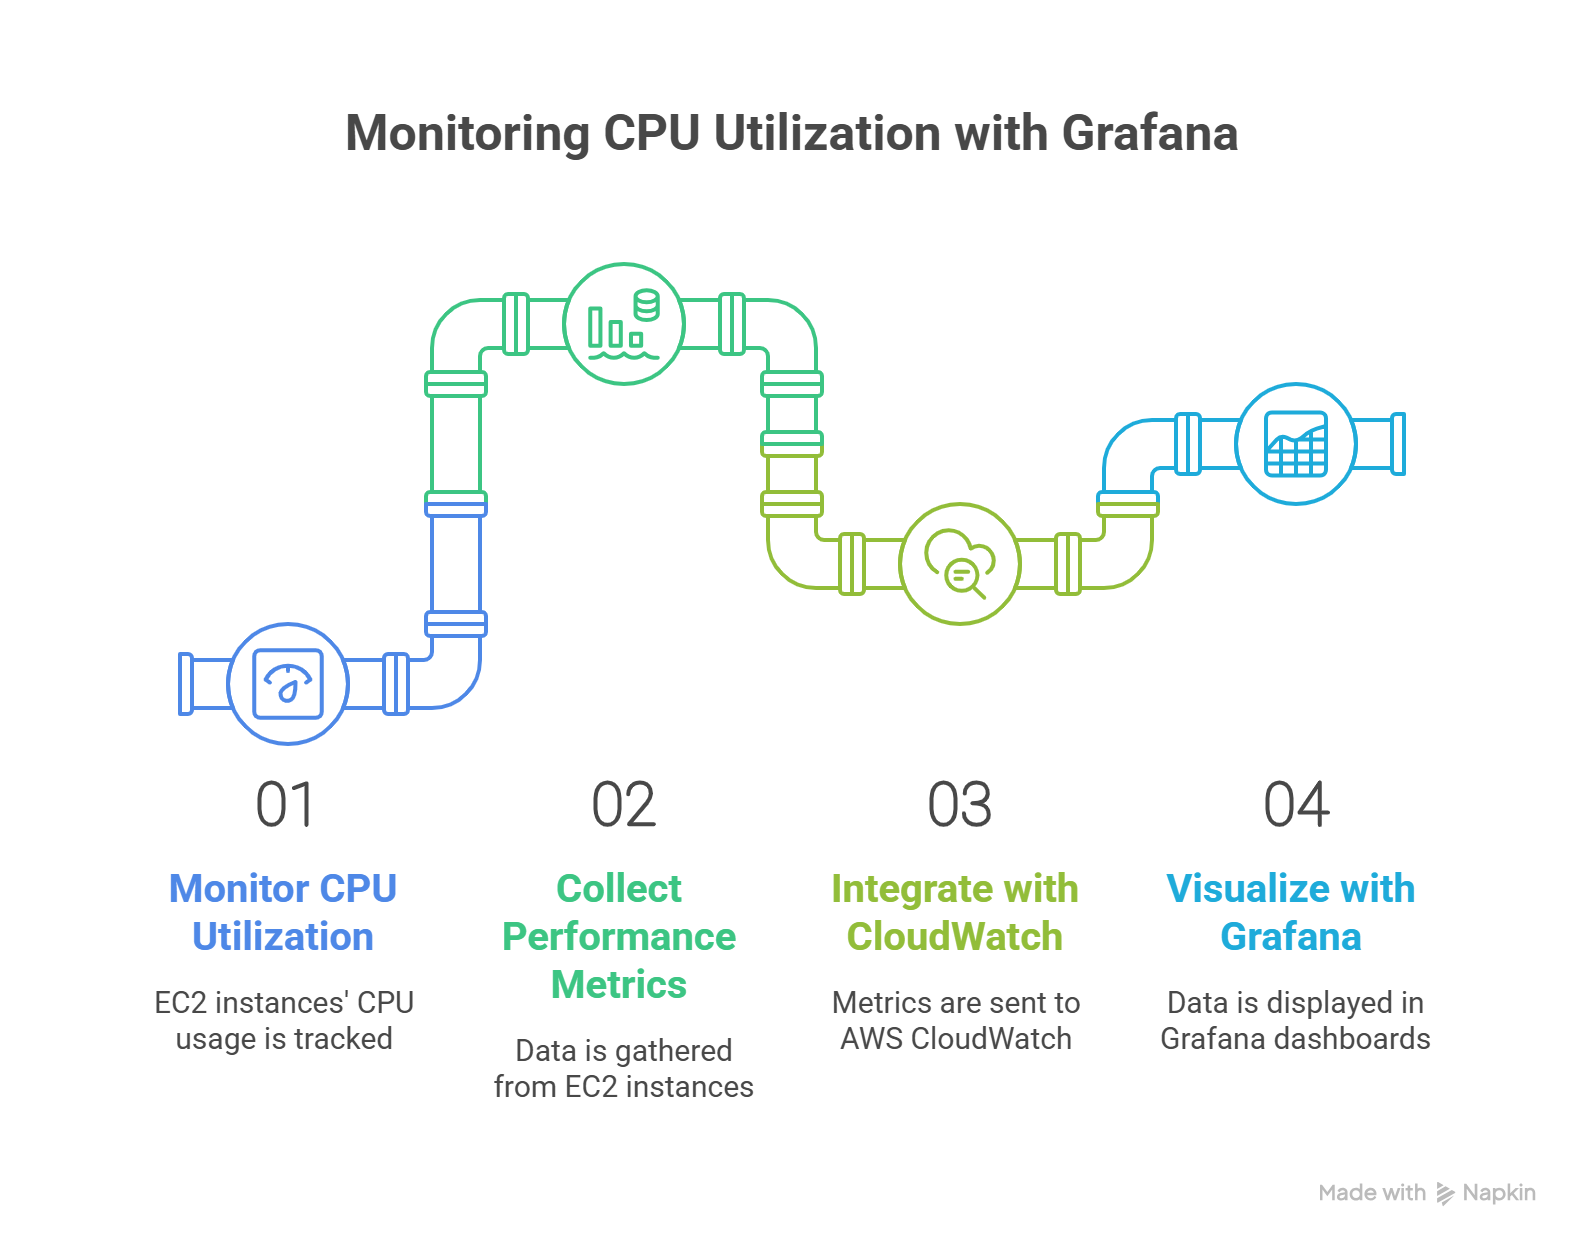 Monitoring CPU Utilization with Grafana
01
Monitor CPU
Utilization
EC2 instances' CPU
usage is tracked
02
Collect
Performance
Metrics
Data is gathered
from EC2 instances
03
Integrate with
CloudWatch
Metrics are sent to
AWS CloudWatch
04
Visualize with
Grafana
Data is displayed in
Grafana dashboards
Made with Napkin